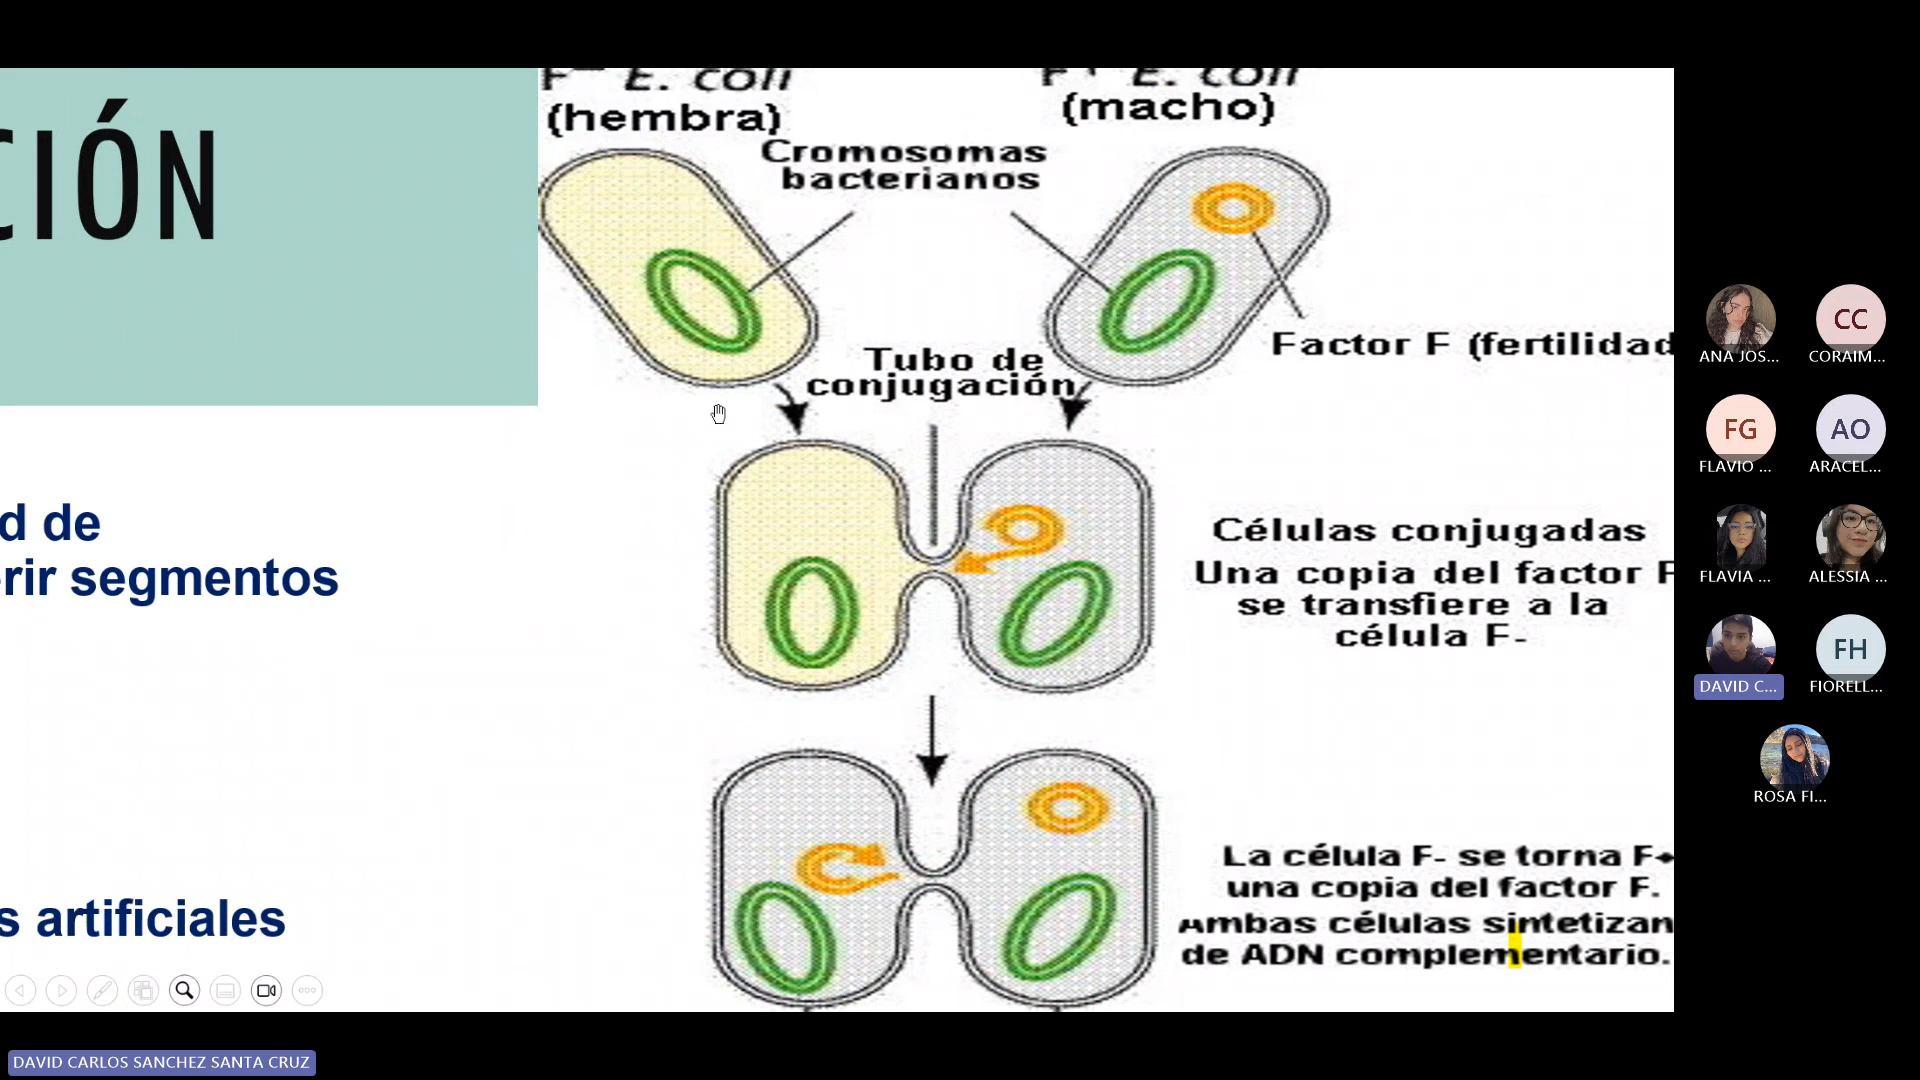 CIÓN
d de
erir segmentos
s artificiales
F- E. coli
(hembra)
F+ E. coli
(macho)
Cromosomas
bacterianos
Factor F (fertilidad
Tubo de
conjugación
Células conjugadas
Una copia del factor F
se transfiere a la
célula F-
La célula F- se torna F+
una copia del factor F.
Ambas células sintetizan
de ADN complementario.
ANA JOS...
CC
CORAIM...
FG
FLAVIO ...
AO
ARACEL...
FLAVIA ...
ALESSIA ...
DAVID C...
FH
FIORELL...
ROSA FI...
DAVID CARLOS SANCHEZ SANTA CRUZ